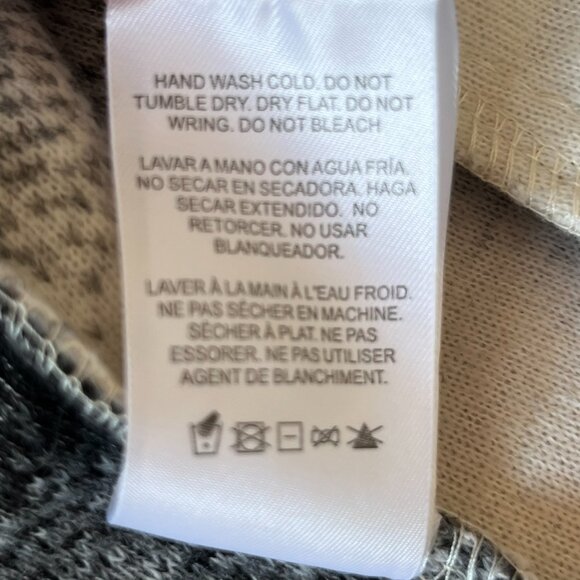 HAND WASH COLD. DO NOT
TUMBLE DRY. DRY FLAT. DO NOT
WRING. DO NOT BLEACH
LAVAR A MANO CON AGUA FRÍA.
NO SECAR EN SECADORA. HAGA
SECAR EXTENDIDO. NO
RETORCER. NO USAR
BLANQUEADOR.
LAVER À LA MAIN À L'EAU FROID.
NE PAS SÉCHER EN MACHINE.
SÉCHER À PLAT. NE PAS
ESSORER. NE PAS UTILISER
AGENT DE BLANCHIMENT.